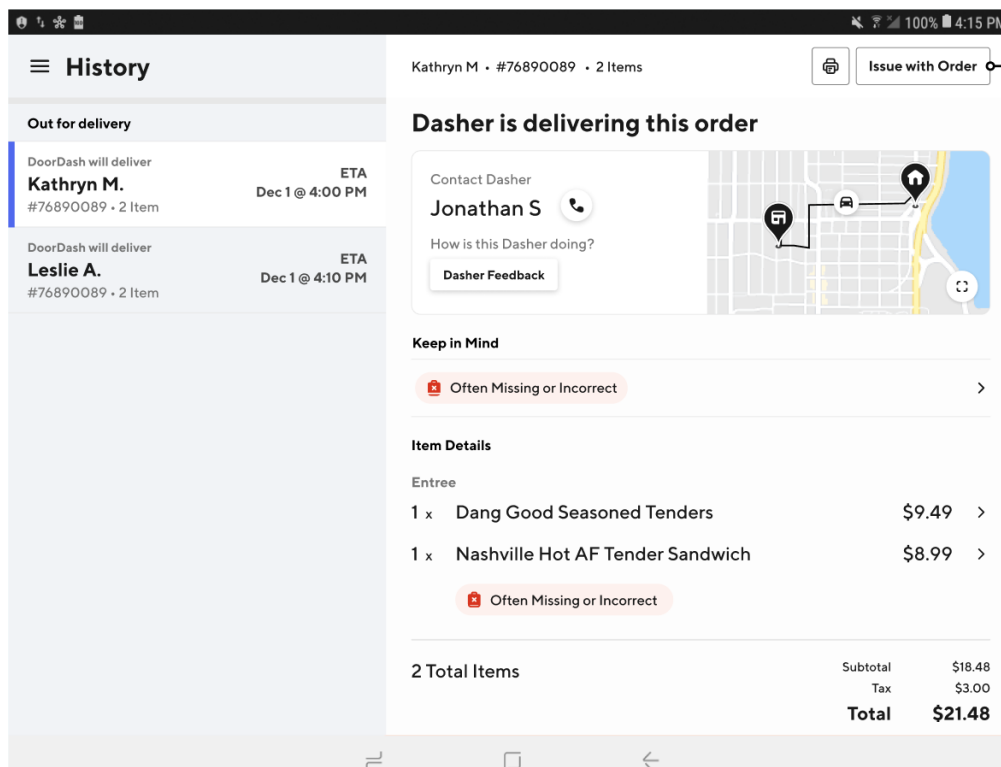 100% 4:15 PM
History
Kathryn M • #76890089 • 2 Items
Issue with Order
Out for delivery
DoorDash will deliver
Kathryn M.
#76890089 • 2 Item
ETA
Dec 1 @ 4:00 PM
DoorDash will deliver
Leslie A.
#76890089 • 2 Item
ETA
Dec 1 @ 4:10 PM
Dasher is delivering this order
Contact Dasher
Jonathan S
How is this Dasher doing?
Dasher Feedback
Keep in Mind
Often Missing or Incorrect
Item Details
Entree
1 x Dang Good Seasoned Tenders $9.49
1 x Nashville Hot AF Tender Sandwich $8.99
Often Missing or Incorrect
2 Total Items
Subtotal $18.48
Tax $3.00
Total $21.48